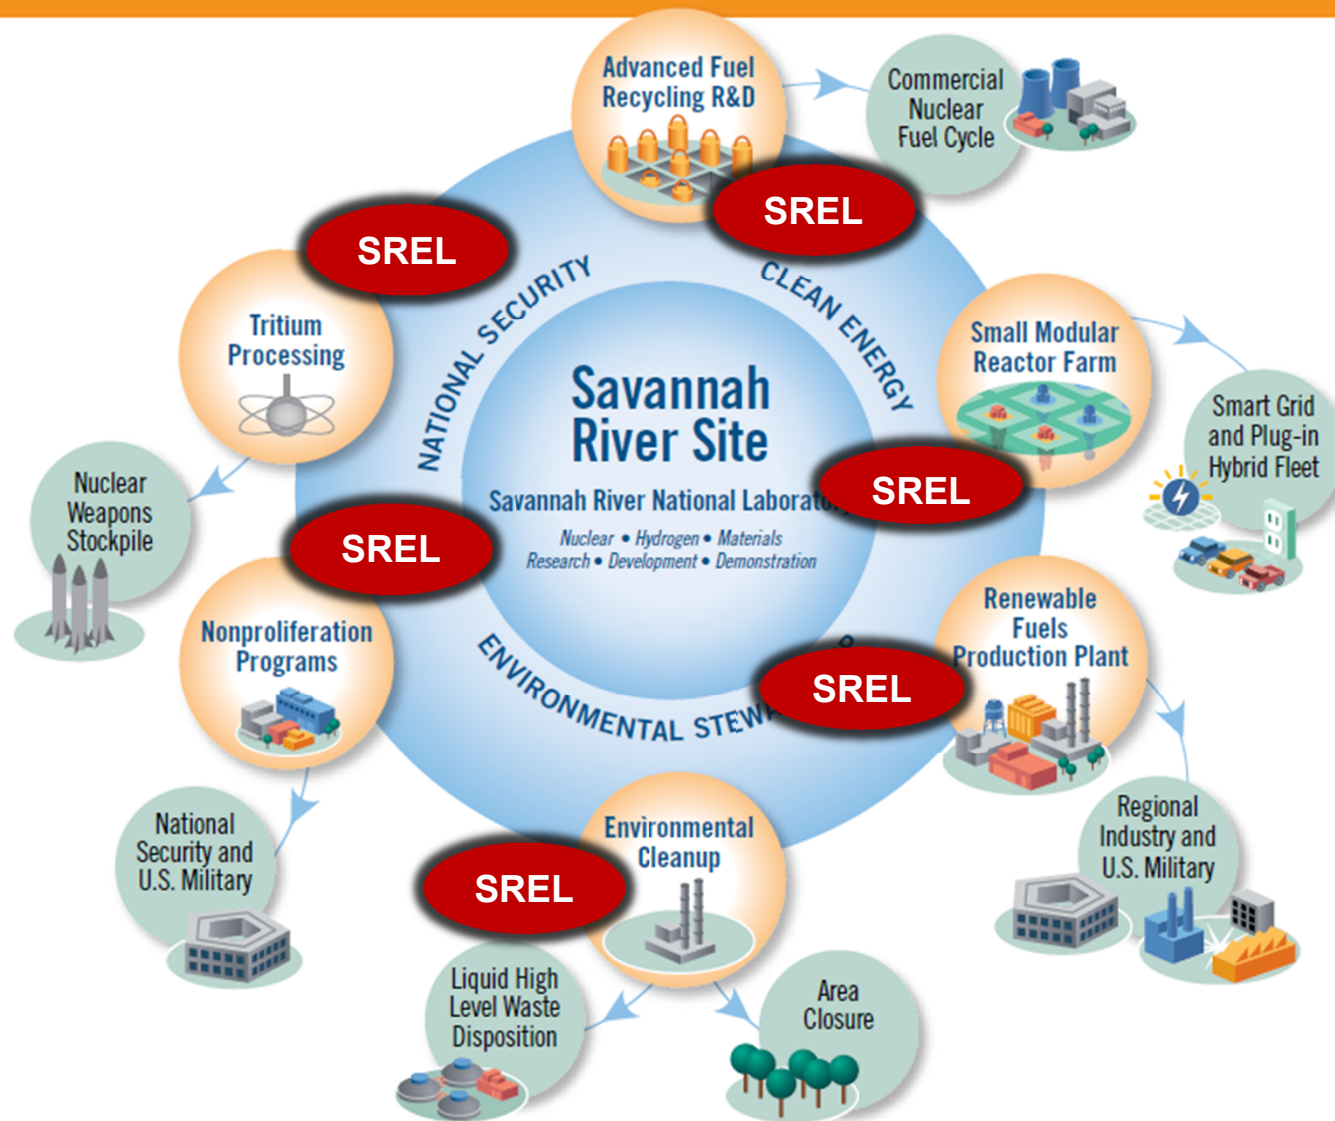 Advanced Fuel
Recycling R&D
Commercial
Nuclear
Fuel Cycle
SREL
SREL
NATIONAL SECURITY
CLEAN ENERGY
Tritium
Processing
Small Modular
Reactor Farm
Savannah
River Site
Smart Grid
and Plug-in
Hybrid Fleet
Nuclear
Weapons
Stockpile
SREL
Savannah River National
Nuclear • Hydrogen • Materials
Research • Development • Demonstration
SREL
Renewable
Fuels
Production Plant
Nonproliferation
Programs
ENVIRONMENTAL
SREL
National
Security and
U.S. Military
Regional
Industry and
U.S. Military
Environmental
Cleanup
SREL
Liquid High
Level Waste
Disposition
Area
Closure